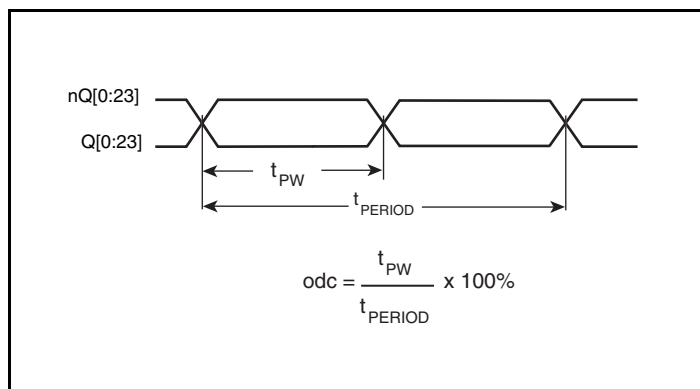 nQ[0:23]
Q[0:23]
tPW
tPERIOD
odc = tPW / tPERIOD x 100%